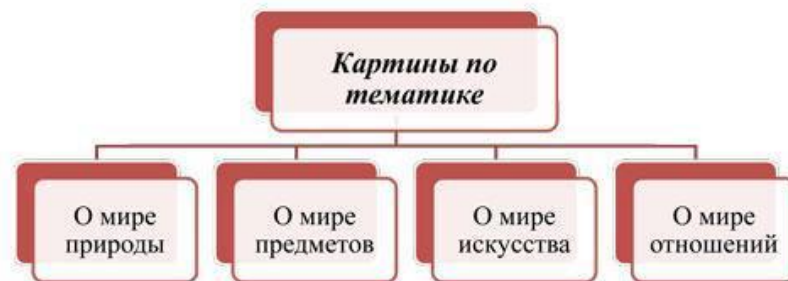 Картины по
тематике
О мире
природы
О мире
предметов
О мире
искусства
О мире
отношений